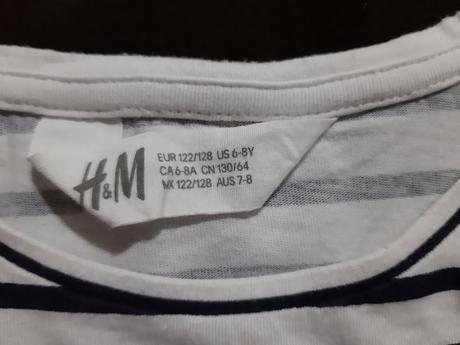 H&M
EUR 122/128 US 6-8Y
CA 6-8A CN 130/64
MX 122/128 AUS 7-8